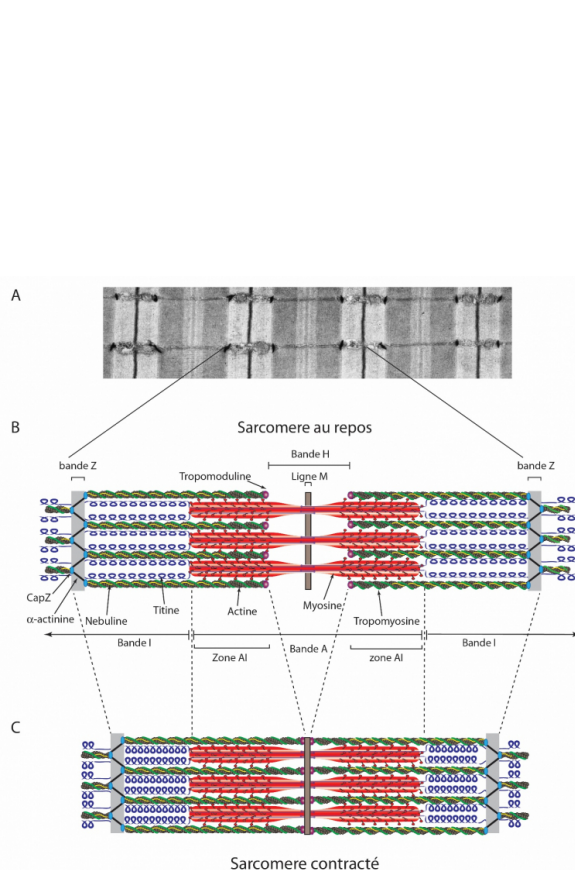 A
B
Sarcomere au repos
Bande H
bande Z
Tropomoduline
Ligne M
bande Z
CapZ
α-actinine
Nebuline
Titine
Actine
Myosine
Tropomyosine
Bande I
Zone AI
Bande A
zone AI
Bande I
C
Sarcomere contracté